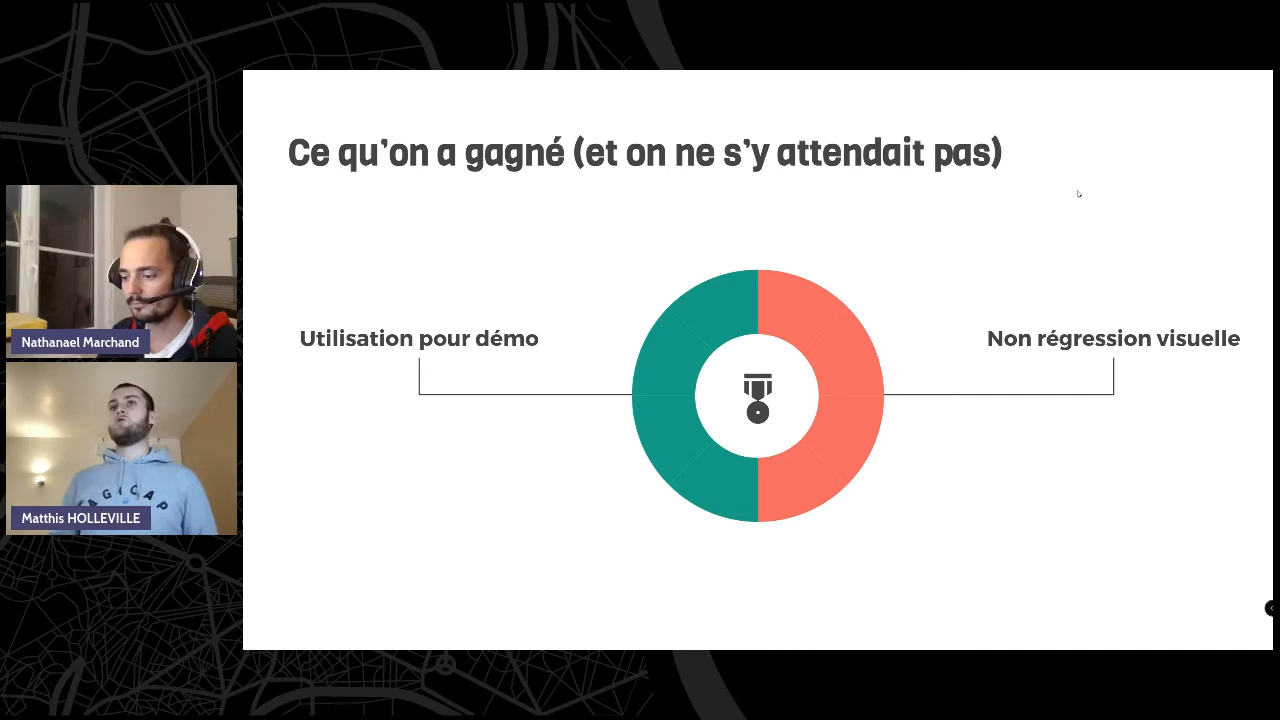 Ce qu'on a gagné (et on ne s'y attendait pas)
Utilisation pour démo
Non régression visuelle
Nathanael Marchand
AGICAP
Matthis HOLLEVILLE